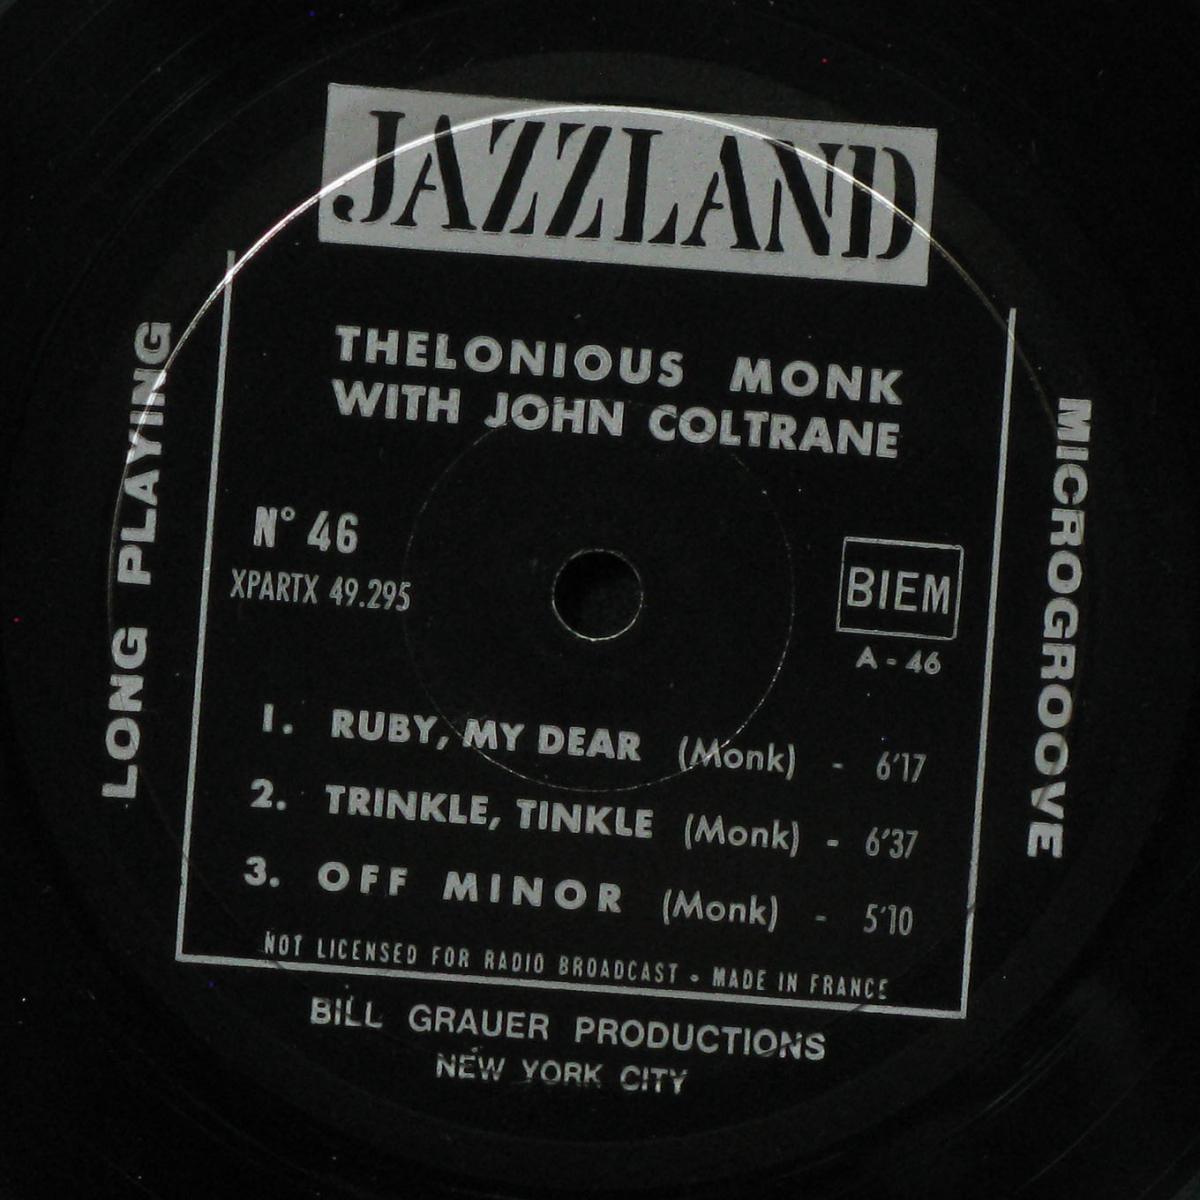 JAZZLAND
THELONIOUS MONK
WITH JOHN COLTRANE
LONG PLAYING
MICROGROOVE
N° 46
XPARTX 49.295
BIEM
A - 46
1. RUBY, MY DEAR (Monk) - 6'17
2. TRINKLE, TINKLE (Monk) - 6'37
3. OFF MINOR (Monk) - 5'10
NOT LICENSED FOR RADIO BROADCAST - MADE IN FRANCE
BILL GRAUER PRODUCTIONS
NEW YORK CITY